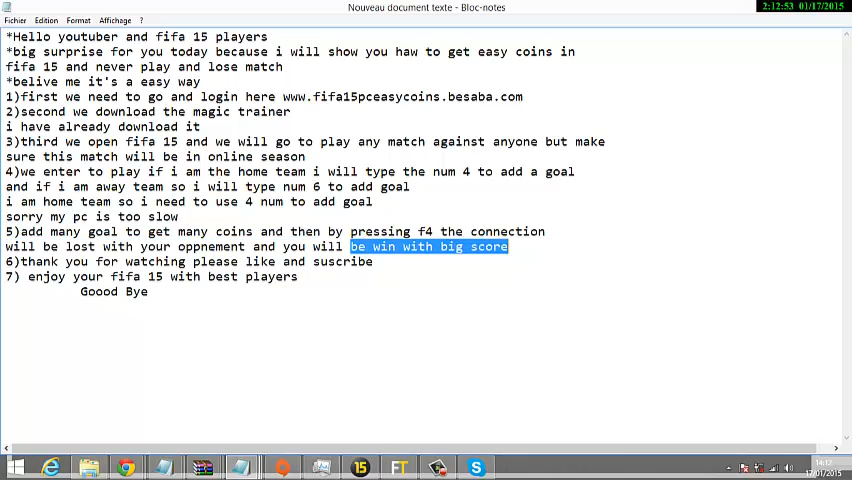 Nouveau document texte - Bloc-notes
2:12:53 01/17/2015
Fichier Edition Format Affichage ?
*Hello youtuber and fifa 15 players
*big surprise for you today because i will show you haw to get easy coins in
fifa 15 and never play and lose match
*belive me it's a easy way
1)first we need to go and login here www.fifa15pceasycoins.besaba.com
2)second we download the magic trainer
i have already download it
3)third we open fifa 15 and we will go to play any match against anyone but make
sure this match will be in online season
4)we enter to play if i am the home team i will type the num 4 to add a goal
and if i am away team so i will type num 6 to add goal
i am home team so i need to use 4 num to add goal
sorry my pc is too slow
5)add many goal to get many coins and then by pressing f4 the connection
will be lost with your oppnement and you will be win with big score
6)thank you for watching please like and suscribe
7) enjoy your fifa 15 with best players
Goood Bye
15
FT
14:17
17/01/2015